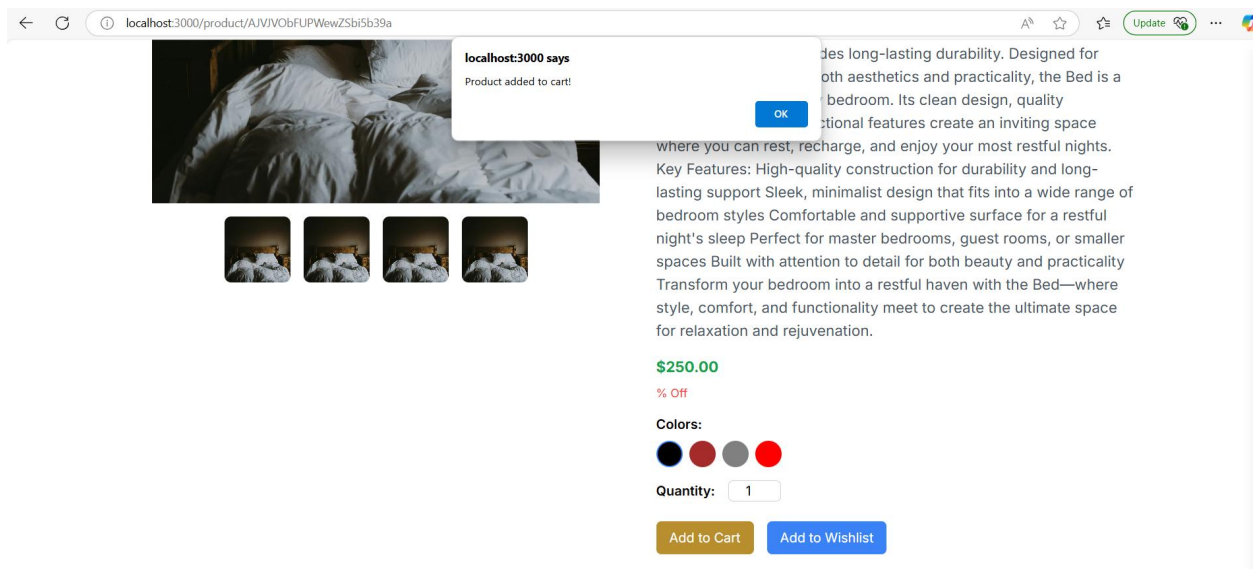 localhost:3000/product/AJVJVObFUPWewZSbi5b39a
Update
localhost:3000 says
Product added to cart!
OK
des long-lasting durability. Designed for
oth aesthetics and practicality, the Bed is a
bedroom. Its clean design, quality
ctional features create an inviting space
where you can rest, recharge, and enjoy your most restful nights.
Key Features: High-quality construction for durability and long-
lasting support Sleek, minimalist design that fits into a wide range of
bedroom styles Comfortable and supportive surface for a restful
night's sleep Perfect for master bedrooms, guest rooms, or smaller
spaces Built with attention to detail for both beauty and practicality
Transform your bedroom into a restful haven with the Bed—where
style, comfort, and functionality meet to create the ultimate space
for relaxation and rejuvenation.
$250.00
% Off
Colors:
Quantity: 1
Add to Cart Add to Wishlist